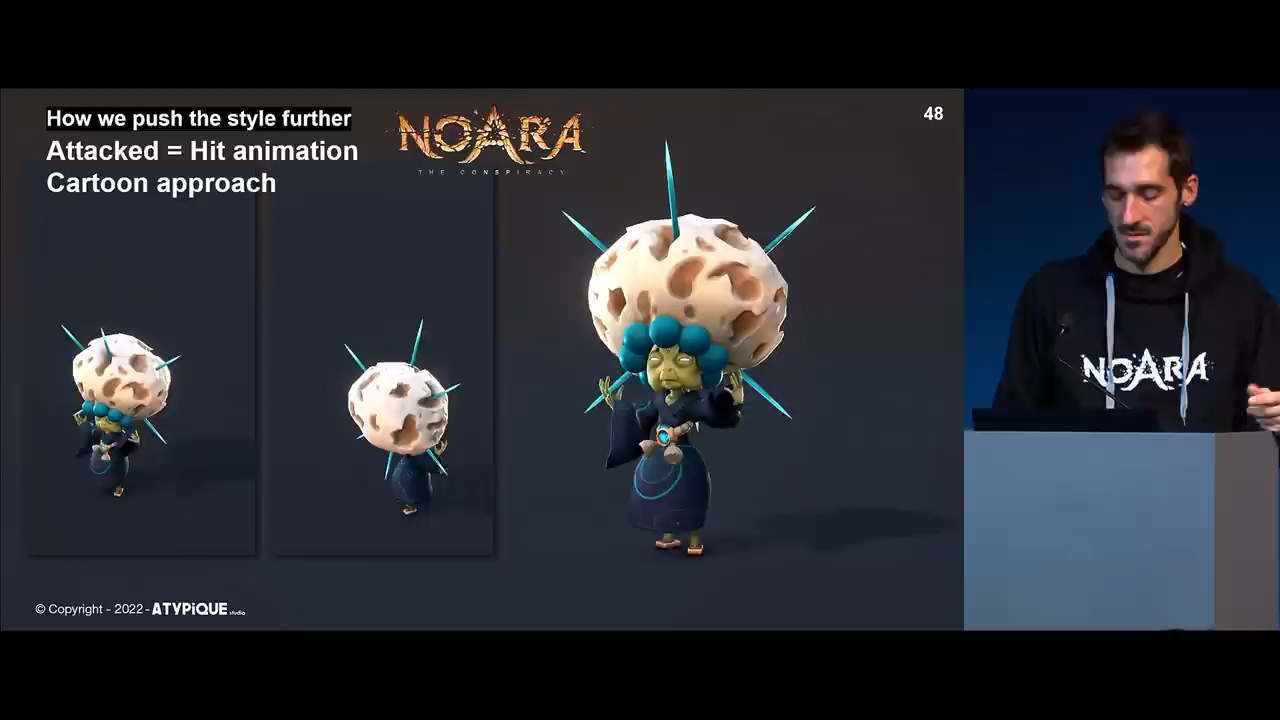 How we push the style further
Attacked = Hit animation
Cartoon approach
NOARA
THE CONSPIRACY
48
NOARA
© Copyright - 2022 - ATYPiQUE studio